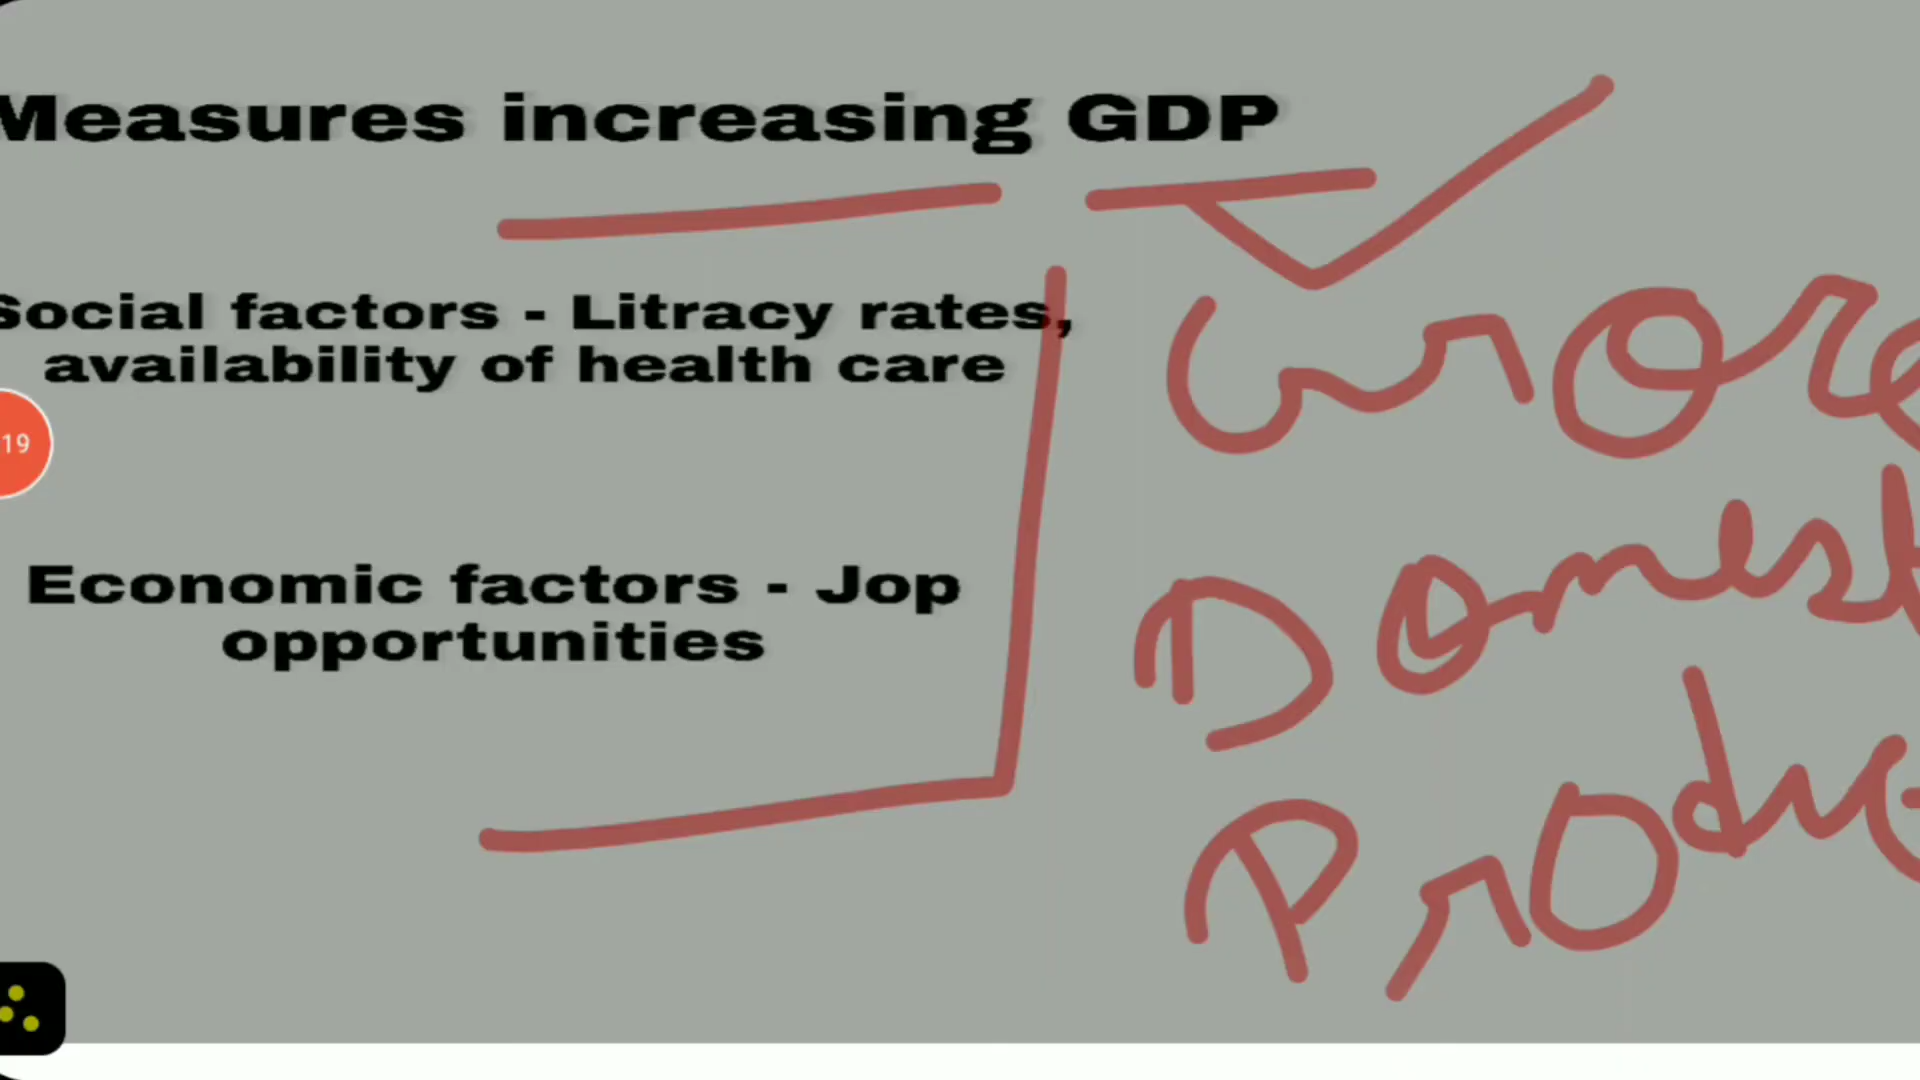 Measures increasing GDP
Social factors - Litracy rates,
availability of health care
19
Economic factors - Jop
opportunities